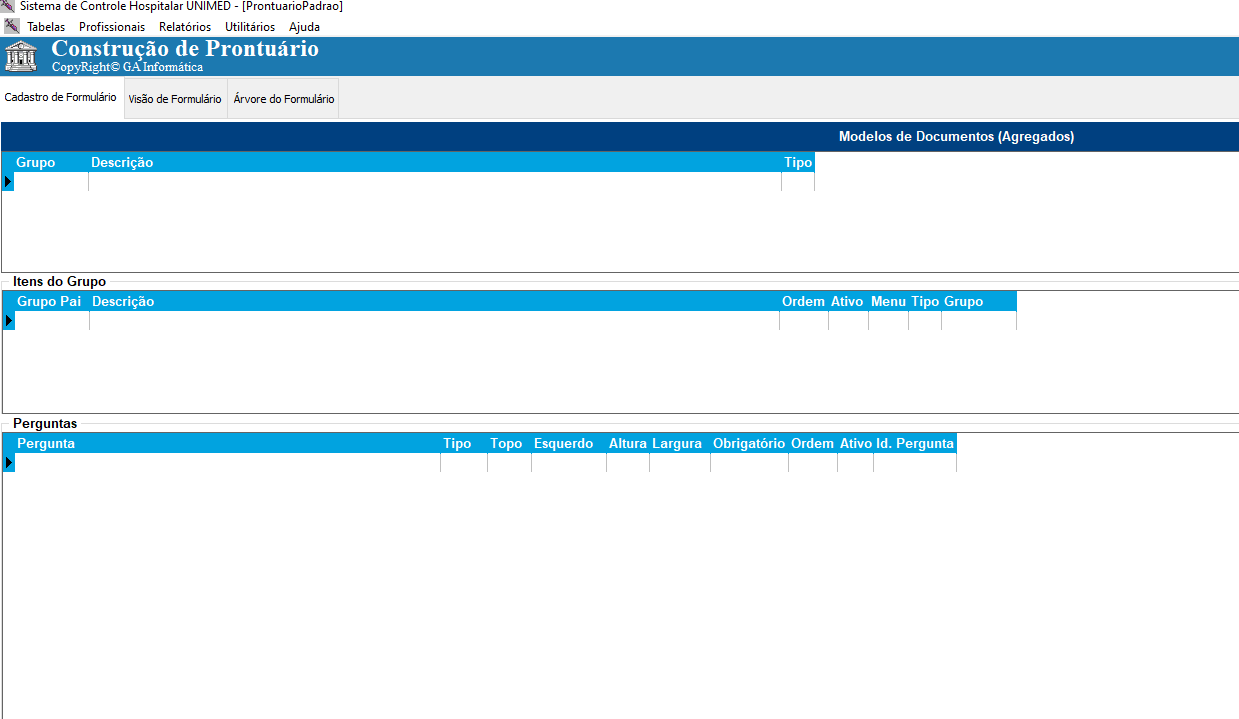 Sistema de Controle Hospitalar UNIMED - [ProntuarioPadrao]
Tabelas Profissionais Relatórios Utilitários Ajuda
Construção de Prontuário
CopyRight© GA Informática
Cadastro de Formulário Visão de Formulário Árvore do Formulário
Modelos de Documentos (Agregados)
Grupo Descrição Tipo
Itens do Grupo
Grupo Pai Descrição Ordem Ativo Menu Tipo Grupo
Perguntas
Pergunta Tipo Topo Esquerdo Altura Largura Obrigatório Ordem Ativo Id. Pergunta